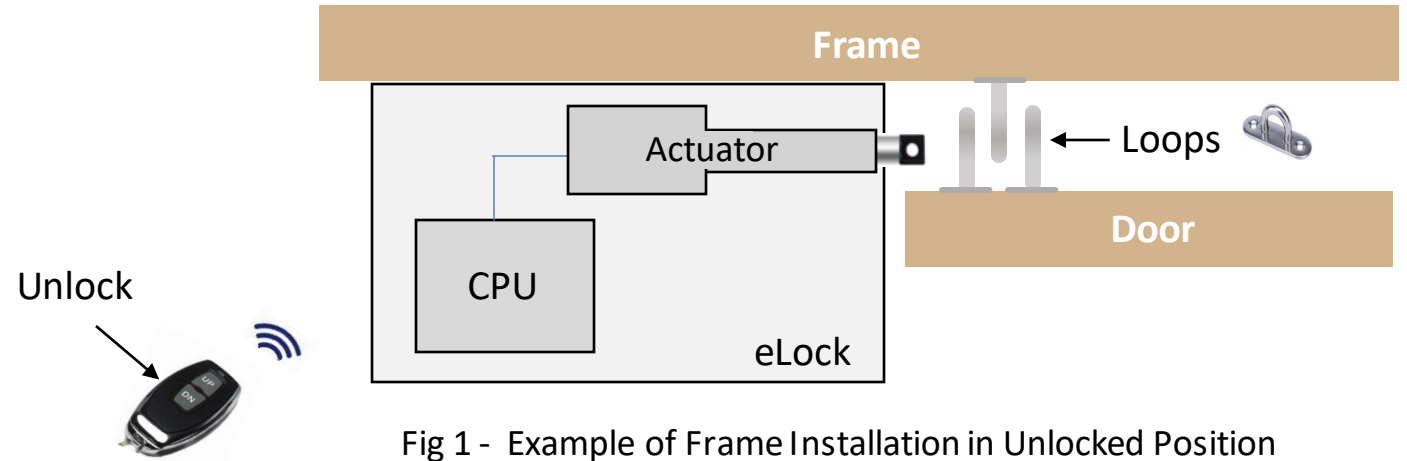 Frame
Actuator
Loops
Door
CPU
Unlock
eLock
UP
DN
Fig 1 - Example of Frame Installation in Unlocked Position